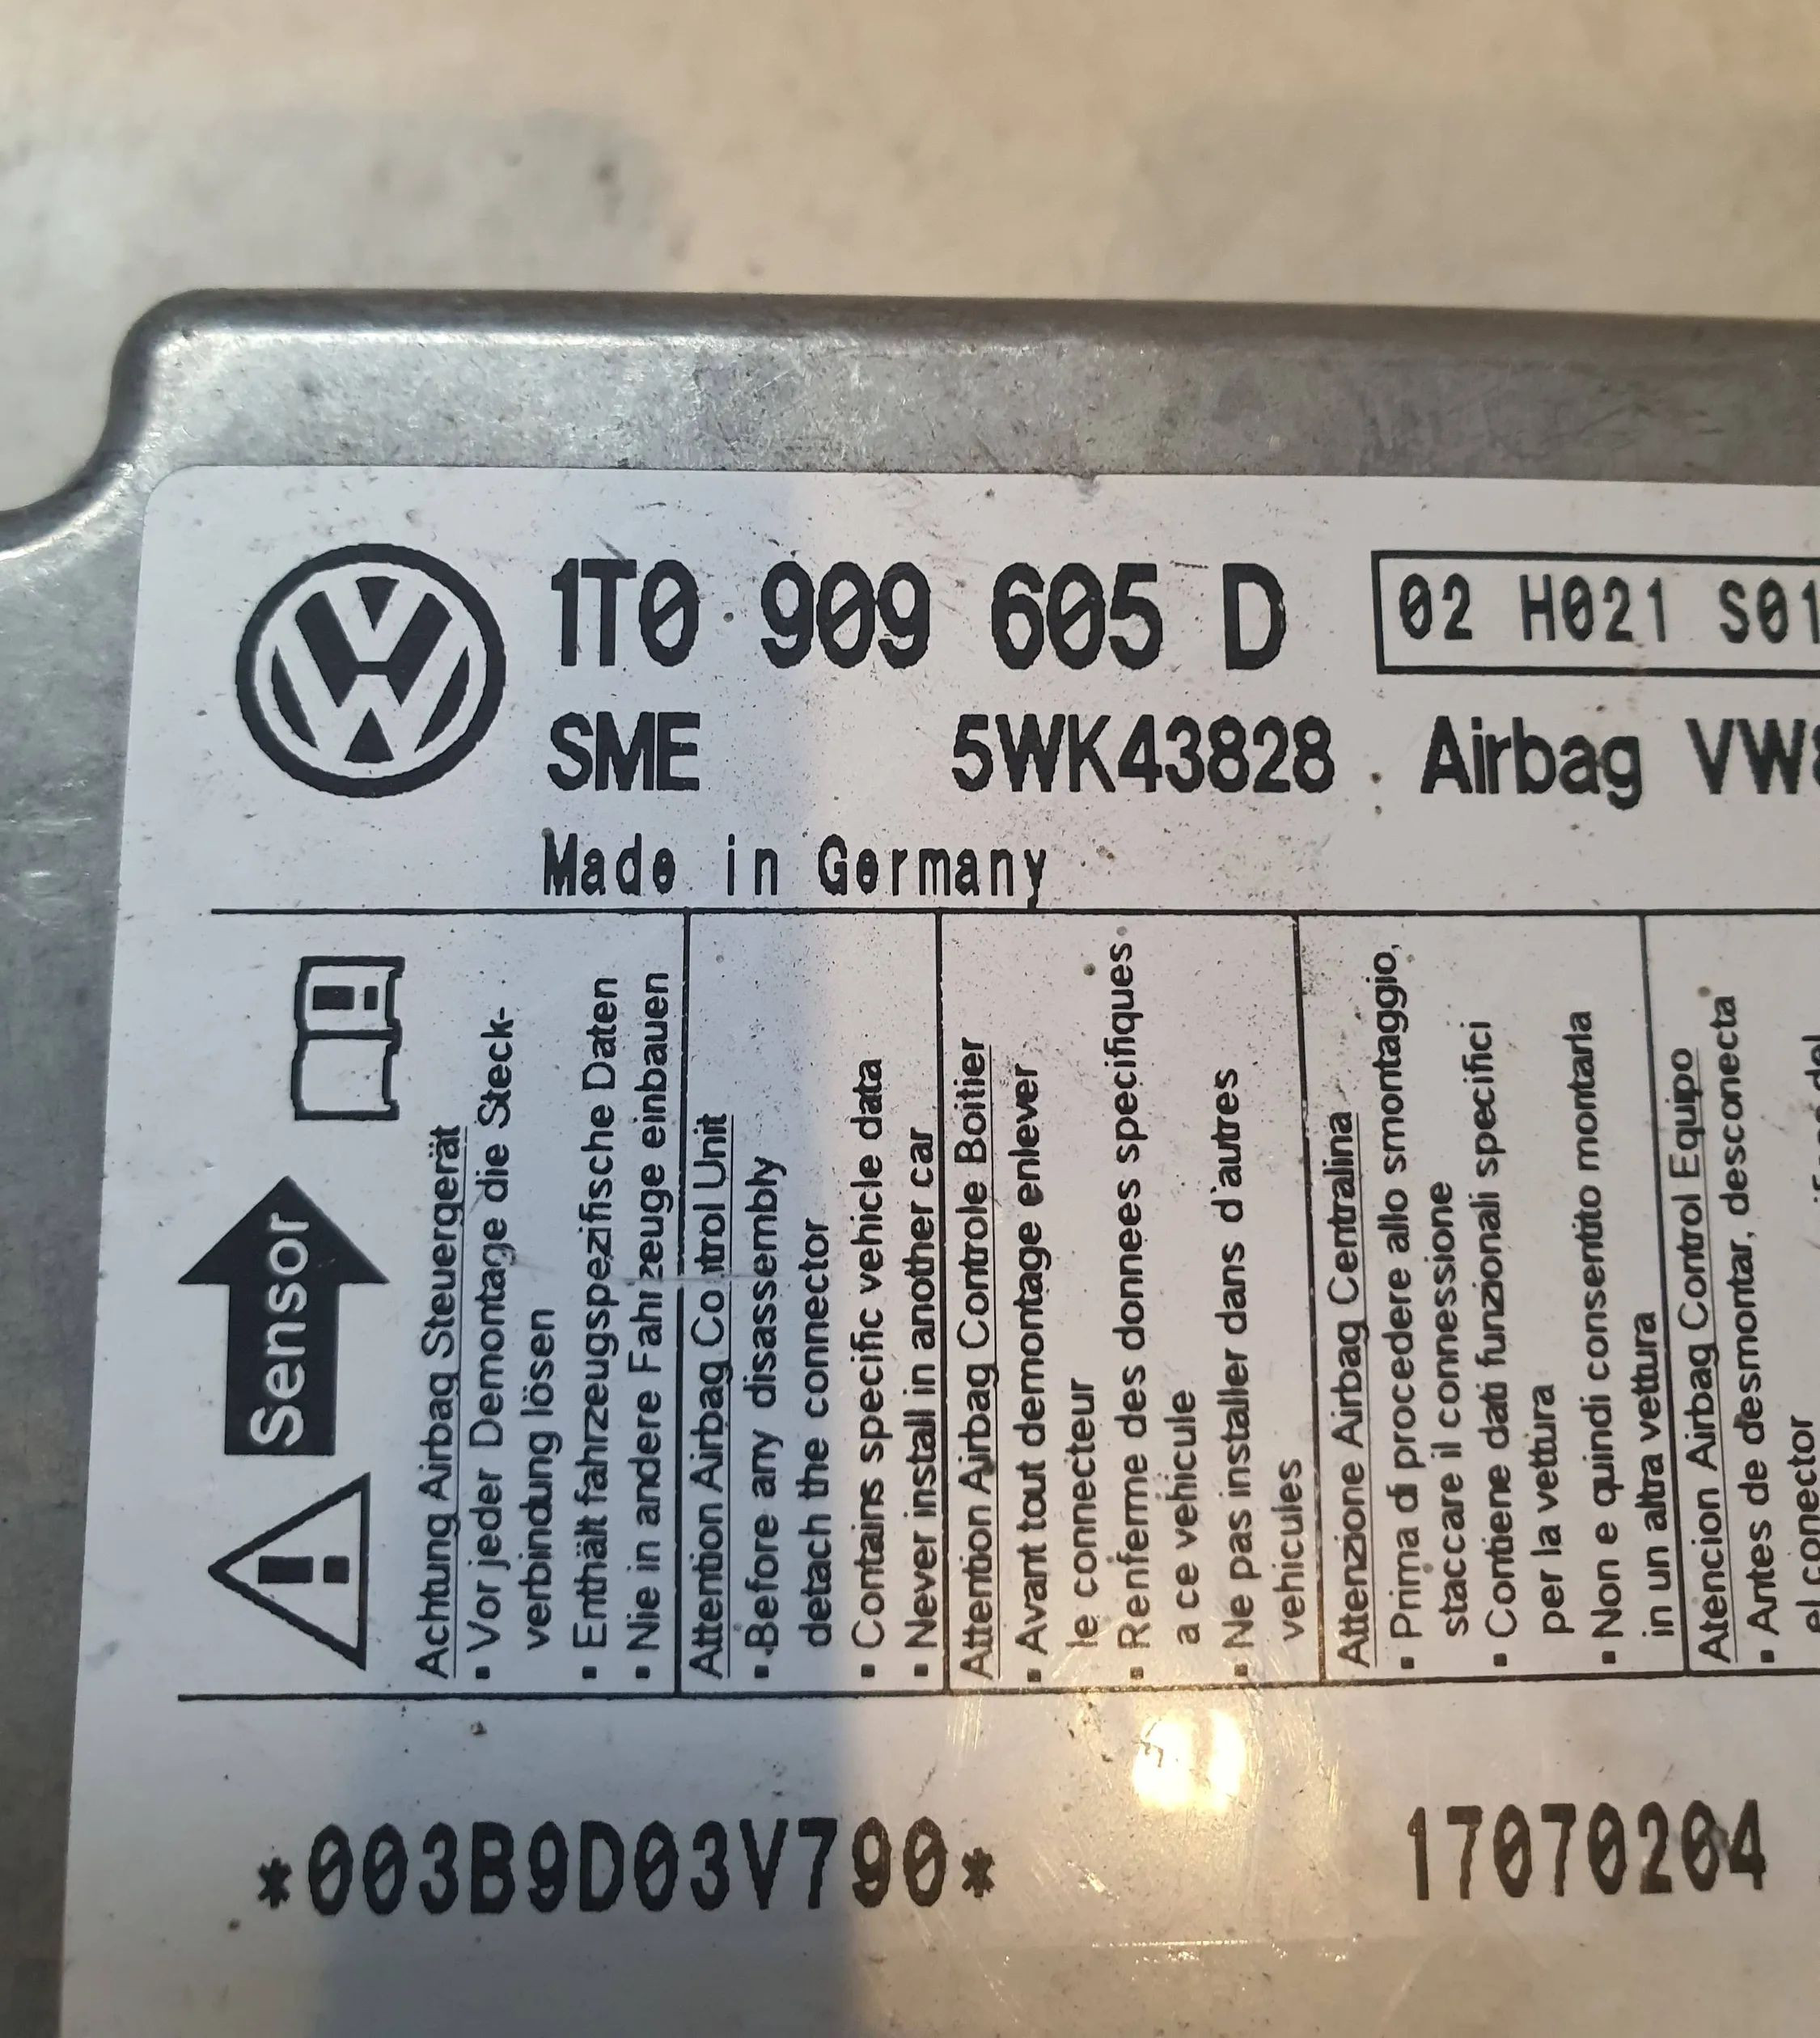 1T0 909 605 D 02 H021 S01
SME 5WK43828 Airbag
Made in Germany
Sensor
Achtung Airbag Steuergerät
• Vor jeder Demontage die Steck-
verbindung lösen
• Enthält fahrzeugspezifische Daten
• Nie in andere Fahrzeuge einbauen
Attention Airbag Control Unit
• Before any disassembly
detach the connector
• Contains specific vehicle data
• Never install in another car
Attention Airbag Controle Boitier
• Avant tout demontage enlever
le connecteur
• Renferme des donnees specifiques
a ce vehicule
• Ne pas installer dans d'autres
vehicules
Attenzione Airbag Centralina
• Prima di procedere allo smontaggio,
staccare il connessione
• Contiene dati funzionali specifici
per la vettura
• Non e quindi consentito montarla
in un altra vettura
Atencion Airbag Control Equipo
• Antes de desmontar, desconecta
el conector
*003B9D03V790* 17070204